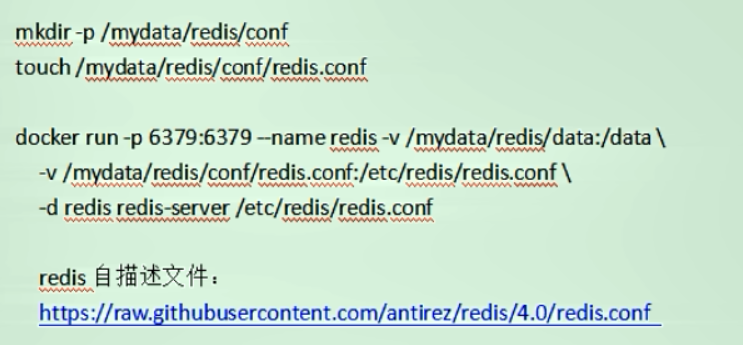 mkdir -p /mydata/redis/conf
touch /mydata/redis/conf/redis.conf
docker run -p 6379:6379 --name redis -v /mydata/redis/data:/data \
-v /mydata/redis/conf/redis.conf:/etc/redis/redis.conf \
-d redis redis-server /etc/redis/redis.conf
redis 自描述文件：
https://raw.githubusercontent.com/antirez/redis/4.0/redis.conf